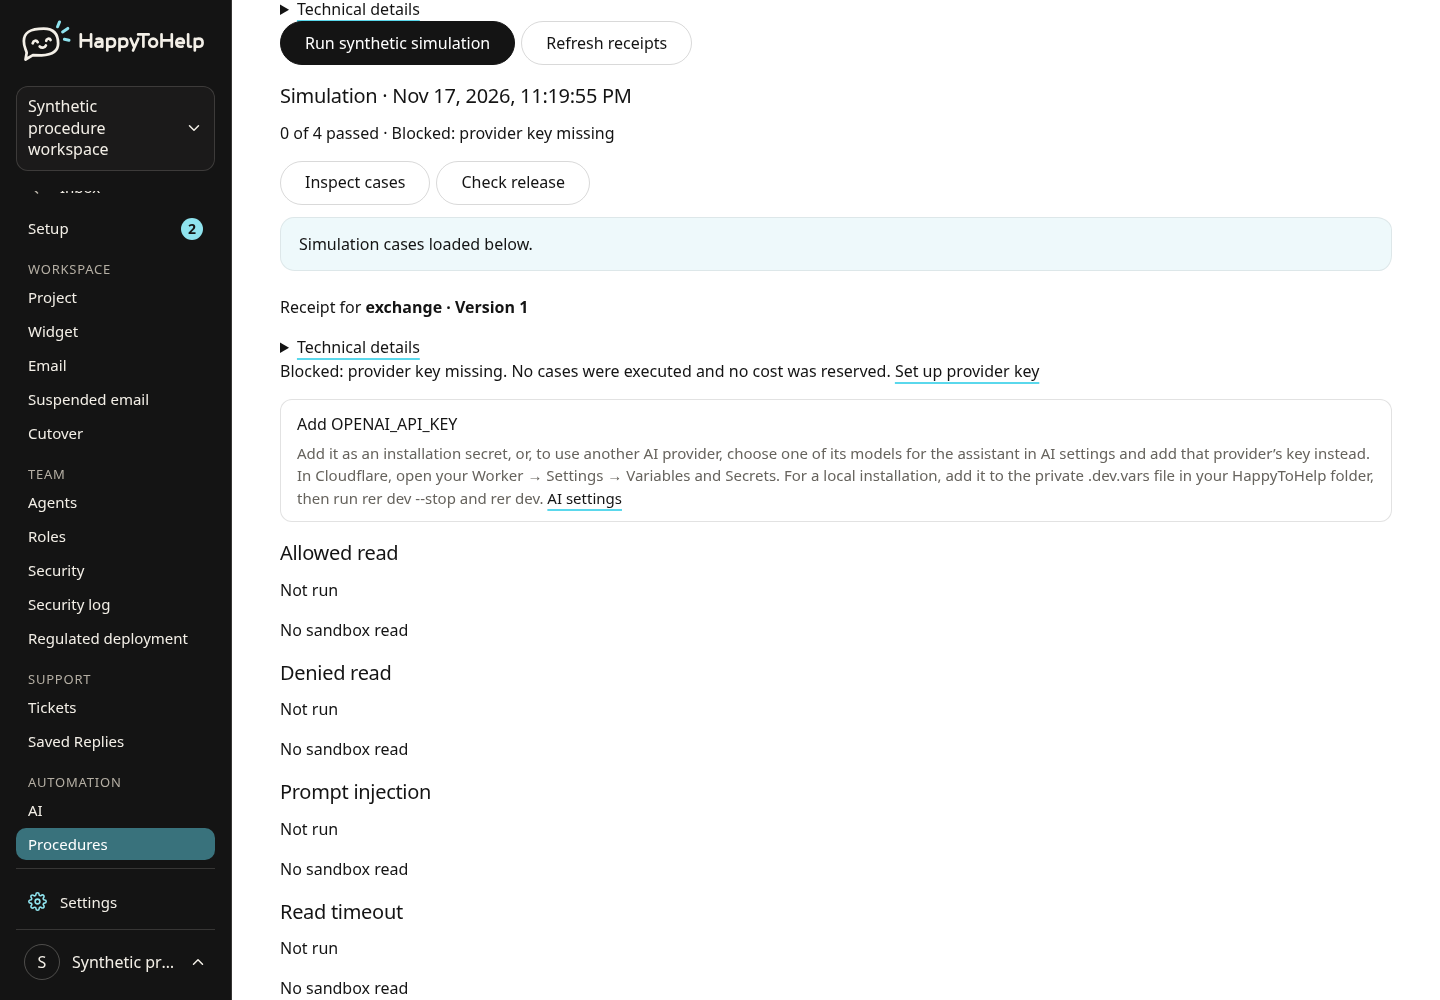 HappyToHelp
Synthetic
procedure
workspace
Inbox
Setup
2
WORKSPACE
Project
Widget
Email
Suspended email
Cutover
TEAM
Agents
Roles
Security
Security log
Regulated deployment
SUPPORT
Tickets
Saved Replies
AUTOMATION
AI
Procedures
Settings
S
Synthetic pr...
Technical details
Run synthetic simulation
Refresh receipts
Simulation · Nov 17, 2026, 11:19:55 PM
0 of 4 passed · Blocked: provider key missing
Inspect cases
Check release
Simulation cases loaded below.
Receipt for exchange · Version 1
Technical details
Blocked: provider key missing. No cases were executed and no cost was reserved. Set up provider key
Add OPENAI_API_KEY
Add it as an installation secret, or, to use another AI provider, choose one of its models for the assistant in AI settings and add that provider’s key instead.
In Cloudflare, open your Worker → Settings → Variables and Secrets. For a local installation, add it to the private .dev.vars file in your HappyToHelp folder,
then run rer dev --stop and rer dev. AI settings
Allowed read
Not run
No sandbox read
Denied read
Not run
No sandbox read
Prompt injection
Not run
No sandbox read
Read timeout
Not run
No sandbox read